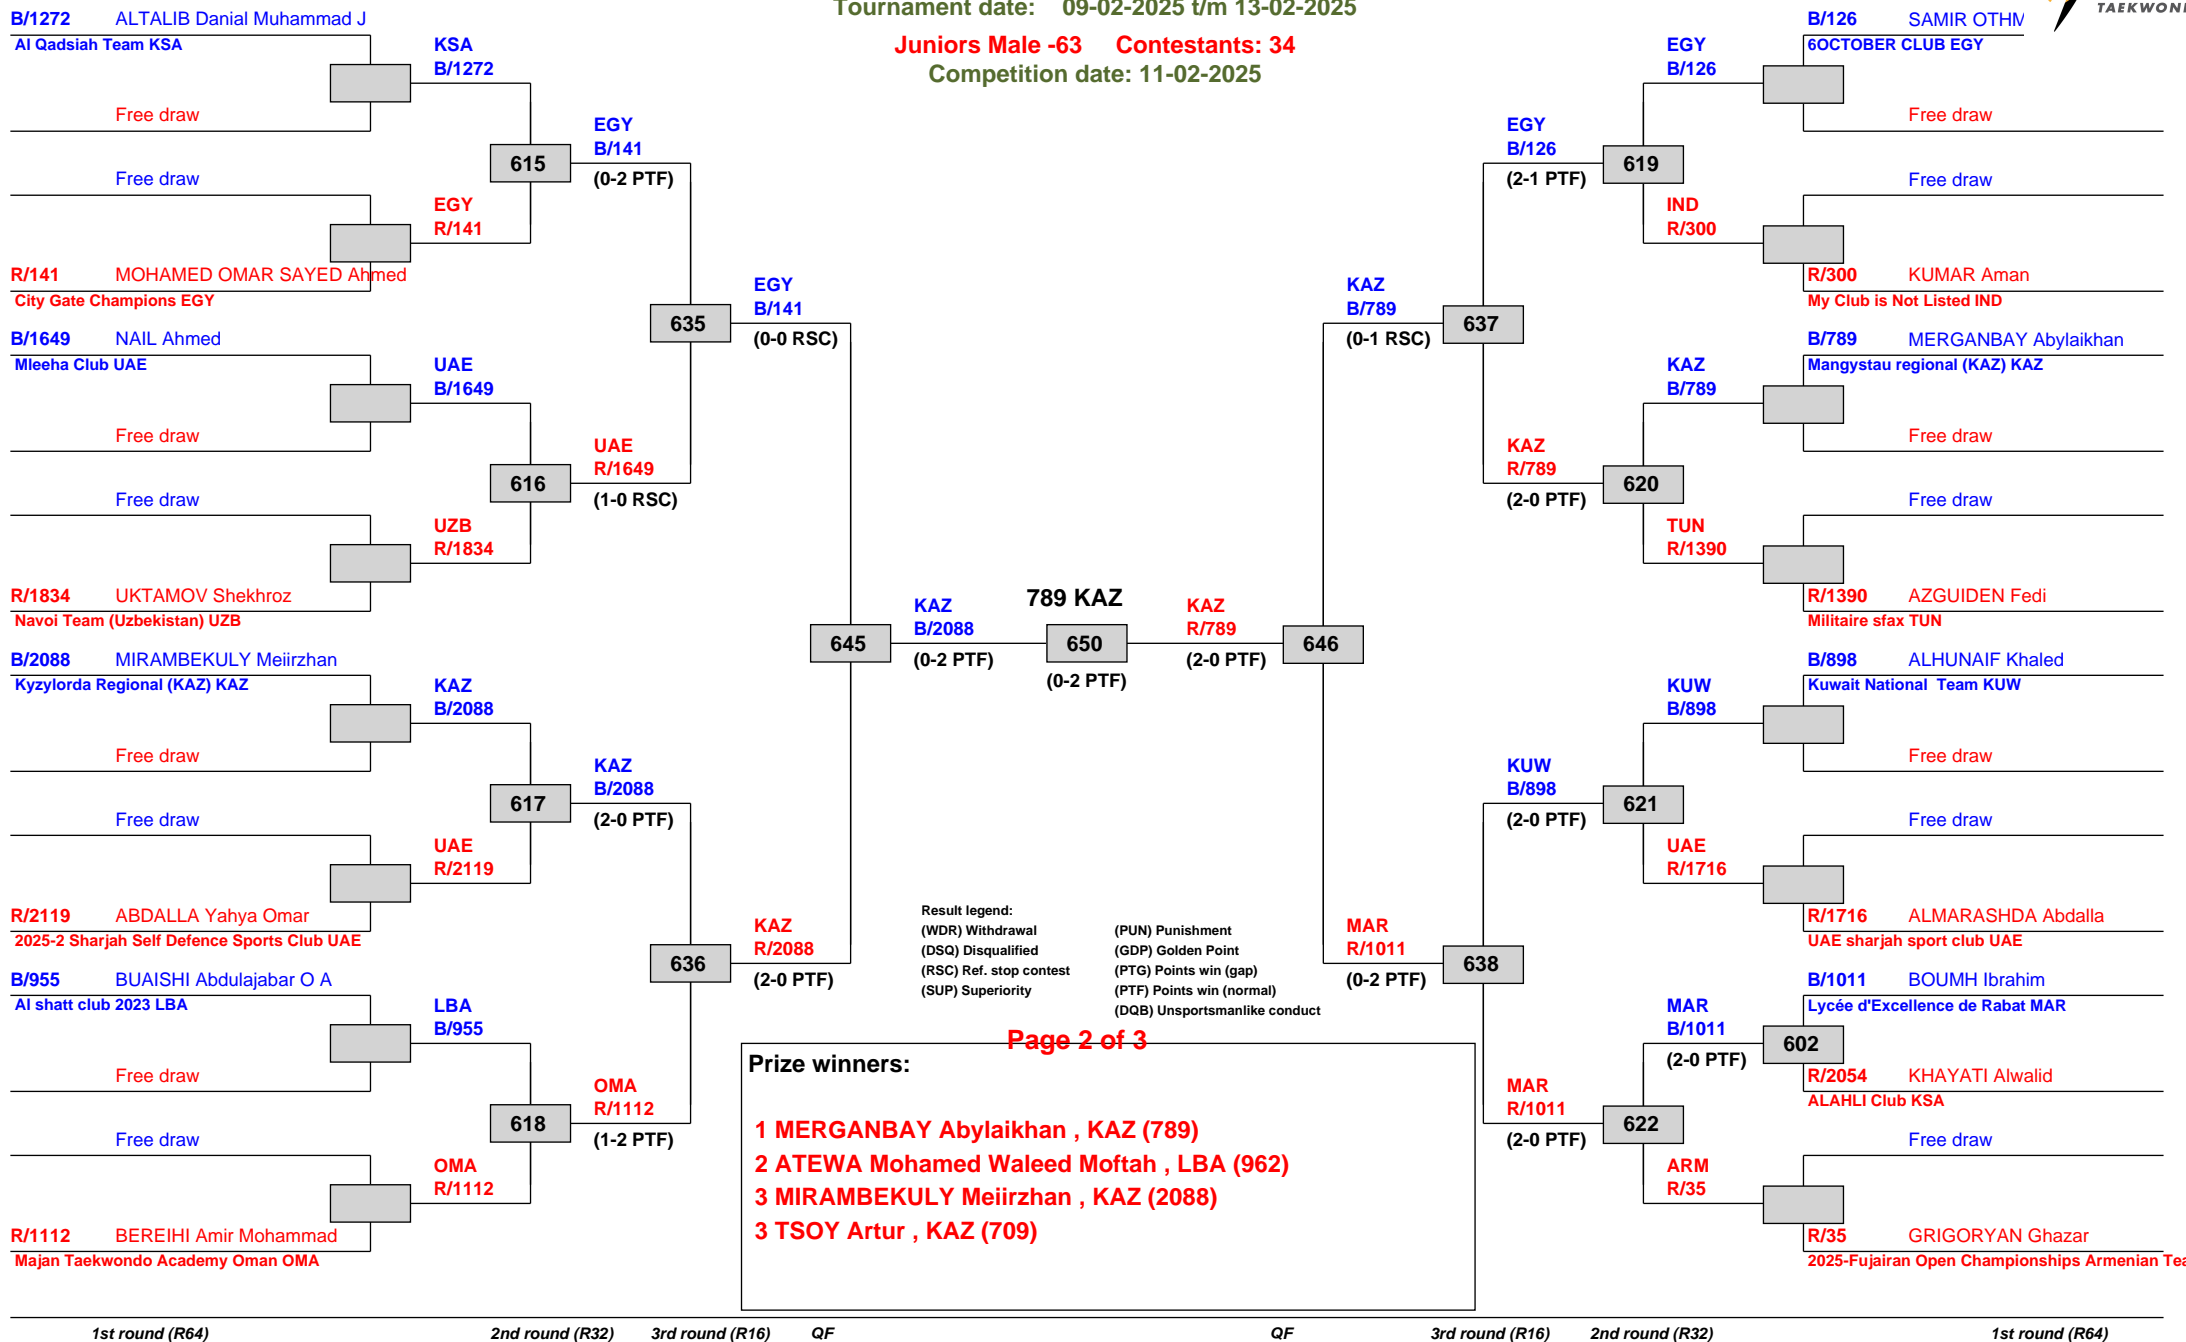 Tournament date: 09-02-2025 t/m 13-02-2025
Juniors Male -63 Contestants: 34
Competition date: 11-02-2025
TAEKWON
B/1272 ALTALIB Danial Muhammad J
Al Qadsiah Team KSA
Free draw
Free draw
R/141 MOHAMED OMAR SAYED Ahmed
City Gate Champions EGY
B/1649 NAIL Ahmed
Mleeha Club UAE
Free draw
Free draw
R/1834 UKTAMOV Shekhroz
Navoi Team (Uzbekistan) UZB
B/2088 MIRAMBEKULY Meiirzhan
Kyzylorda Regional (KAZ) KAZ
Free draw
Free draw
R/2119 ABDALLA Yahya Omar
2025-2 Sharjah Self Defence Sports Club UAE
B/955 BUAISHI Abdulajabar O A
Al shatt club 2023 LBA
Free draw
Free draw
R/1112 BEREIHI Amir Mohammad
Majan Taekwondo Academy Oman OMA
KSA
B/1272
615
EGY
R/141
UAE
B/1649
616
UZB
R/1834
KAZ
B/2088
617
UAE
R/2119
LBA
B/955
618
OMA
R/1112
EGY
B/141
(0-2 PTF)
635
UAE
R/1649
(1-0 RSC)
KAZ
B/2088
(2-0 PTF)
636
OMA
R/1112
(1-2 PTF)
EGY
B/141
(0-0 RSC)
645
KAZ
R/2088
(2-0 PTF)
KAZ
B/2088
(0-2 PTF)
789 KAZ
650
(0-2 PTF)
KAZ
R/789
(2-0 PTF)
646
KAZ
B/789
(0-1 RSC)
637
MAR
R/1011
(0-2 PTF)
638
EGY
B/126
(2-1 PTF)
619
KAZ
R/789
(2-0 PTF)
620
KUW
B/898
(2-0 PTF)
621
MAR
R/1011
(2-0 PTF)
622
EGY
B/126
IND
R/300
KAZ
B/789
TUN
R/1390
KUW
B/898
UAE
R/1716
MAR
B/1011
(2-0 PTF)
602
ARM
R/35
B/126 SAMIR OTHM
6OCTOBER CLUB EGY
Free draw
Free draw
R/300 KUMAR Aman
My Club is Not Listed IND
B/789 MERGANBAY Abylaikhan
Mangystau regional (KAZ) KAZ
Free draw
Free draw
R/1390 AZGUIDEN Fedi
Militaire sfax TUN
B/898 ALHUNAIF Khaled
Kuwait National Team KUW
Free draw
Free draw
R/1716 ALMARASHDA Abdalla
UAE sharjah sport club UAE
B/1011 BOUMH Ibrahim
Lycée d'Excellence de Rabat MAR
R/2054 KHAYATI Alwalid
ALAHLI Club KSA
Free draw
R/35 GRIGORYAN Ghazar
2025-Fujairan Open Championships Armenian Tea
Result legend:
(WDR) Withdrawal (PUN) Punishment
(DSQ) Disqualified (GDP) Golden Point
(RSC) Ref. stop contest (PTG) Points win (gap)
(SUP) Superiority (PTF) Points win (normal)
(DQB) Unsportsmanlike conduct
Page 2 of 3
Prize winners:
1 MERGANBAY Abylaikhan , KAZ (789)
2 ATEWA Mohamed Waleed Moftah , LBA (962)
3 MIRAMBEKULY Meiirzhan , KAZ (2088)
3 TSOY Artur , KAZ (709)
1st round (R64) 2nd round (R32) 3rd round (R16) QF QF 3rd round (R16) 2nd round (R32) 1st round (R64)